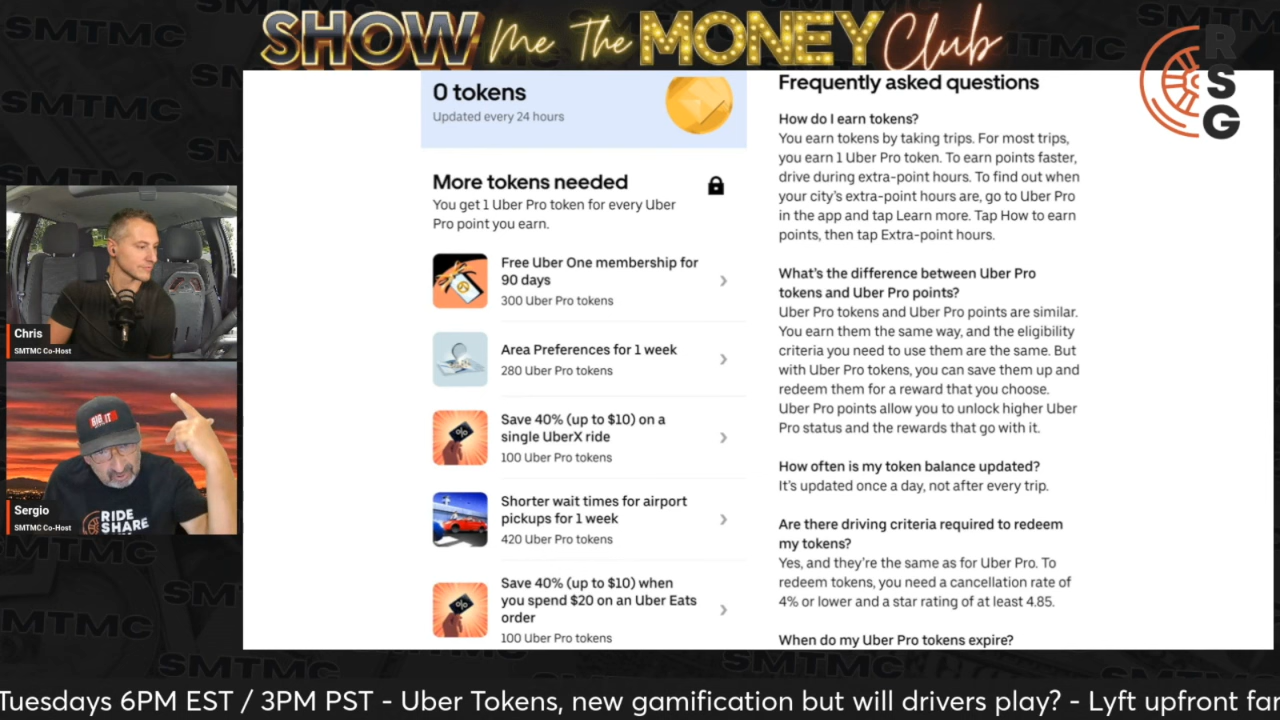 SHOW Me The MONEY Club
RSG
0 tokens
Updated every 24 hours
More tokens needed
You get 1 Uber Pro token for every Uber
Pro point you earn.
Free Uber One membership for
90 days
300 Uber Pro tokens
Area Preferences for 1 week
280 Uber Pro tokens
Save 40% (up to $10) on a
single UberX ride
100 Uber Pro tokens
Shorter wait times for airport
pickups for 1 week
420 Uber Pro tokens
Save 40% (up to $10) when
you spend $20 on an Uber Eats
order
100 Uber Pro tokens
Frequently asked questions
How do I earn tokens?
You earn tokens by taking trips. For most trips,
you earn 1 Uber Pro token. To earn points faster,
drive during extra-point hours. To find out when
your city's extra-point hours are, go to Uber Pro
in the app and tap Learn more. Tap How to earn
points, then tap Extra-point hours.
What's the difference between Uber Pro
tokens and Uber Pro points?
Uber Pro tokens and Uber Pro points are similar.
You earn them the same way, and the eligibility
criteria you need to use them are the same. But
with Uber Pro tokens, you can save them up and
redeem them for a reward that you choose.
Uber Pro points allow you to unlock higher Uber
Pro status and the rewards that go with it.
How often is my token balance updated?
It's updated once a day, not after every trip.
Are there driving criteria required to redeem
my tokens?
Yes, and they're the same as for Uber Pro. To
redeem tokens, you need a cancellation rate of
4% or lower and a star rating of at least 4.85.
When do my Uber Pro tokens expire?
Chris
SMTMC Co-Host
Sergio
SMTMC Co-Host
RIDE
SHARE
SMTMC
SMTMC
SMTMC
SMTMC
SMTMC
Tuesdays 6PM EST / 3PM PST - Uber Tokens, new gamification but will drivers play? - Lyft upfront far